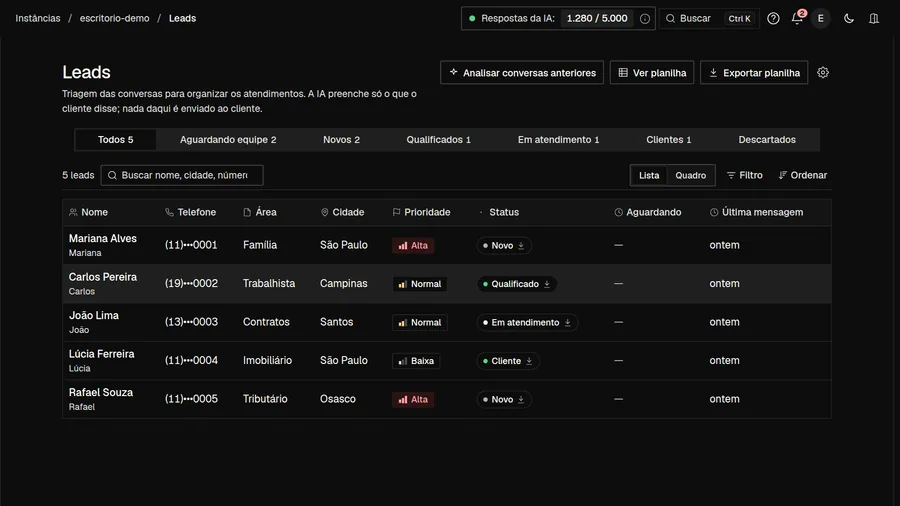 Instâncias / escritorio-demo / Leads
Respostas da IA: 1.280 / 5.000
Buscar Ctrl K
2
E
Leads
Triagem das conversas para organizar os atendimentos. A IA preenche só o que o
cliente disse; nada daqui é enviado ao cliente.
Analisar conversas anteriores
Ver planilha
Exportar planilha
Todos 5
Aguardando equipe 2
Novos 2
Qualificados 1
Em atendimento 1
Clientes 1
Descartados
5 leads
Buscar nome, cidade, númer
Lista
Quadro
Filtro
Ordenar
Nome Telefone Área Cidade Prioridade Status Aguardando Última mensagem
Mariana Alves (11)•••0001 Família São Paulo Alta Novo — ontem
Mariana
Carlos Pereira (19)•••0002 Trabalhista Campinas Normal Qualificado — ontem
Carlos
João Lima (13)•••0003 Contratos Santos Normal Em atendimento — ontem
João
Lúcia Ferreira (11)•••0004 Imobiliário São Paulo Baixa Cliente — ontem
Lúcia
Rafael Souza (11)•••0005 Tributário Osasco Alta Novo — ontem
Rafael